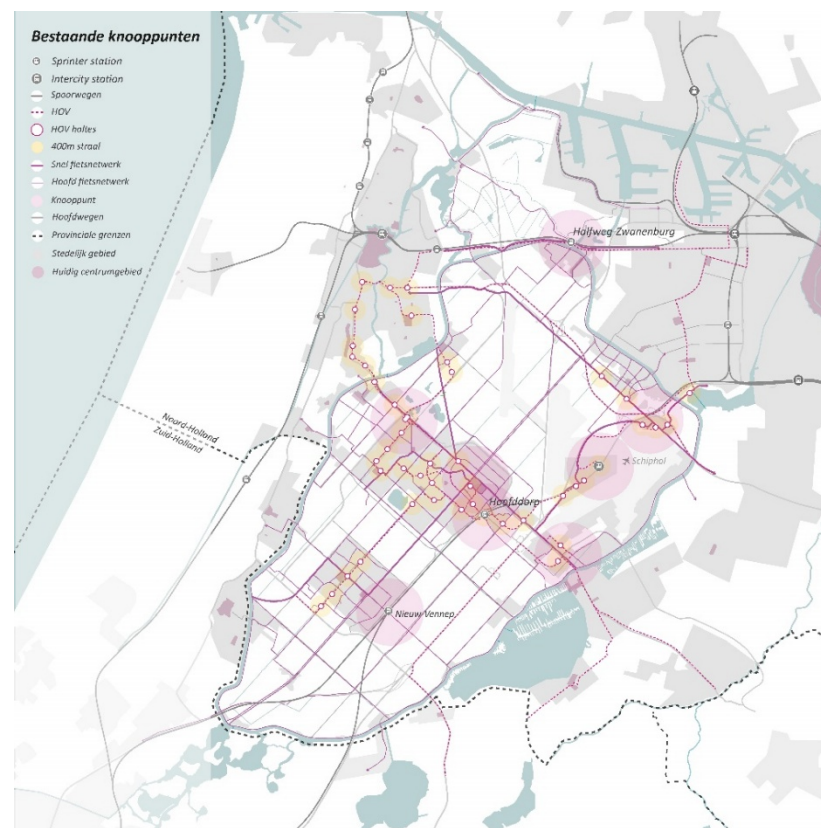 Bestaande knooppunten
Sprinter station
Intercity station
Spoorwegen
HOV
HOV haltes
400m straal
Snel fietsnetwerk
Hoofd fietsnetwerk
Knooppunt
Hoofdwegen
Provinciale grenzen
Stedelijk gebied
Huidig centrumgebied
Halfweg Zwanenburg
Noord-Holland
Zuid-Holland
Schiphol
Hoofddorp
Nieuw Vennep